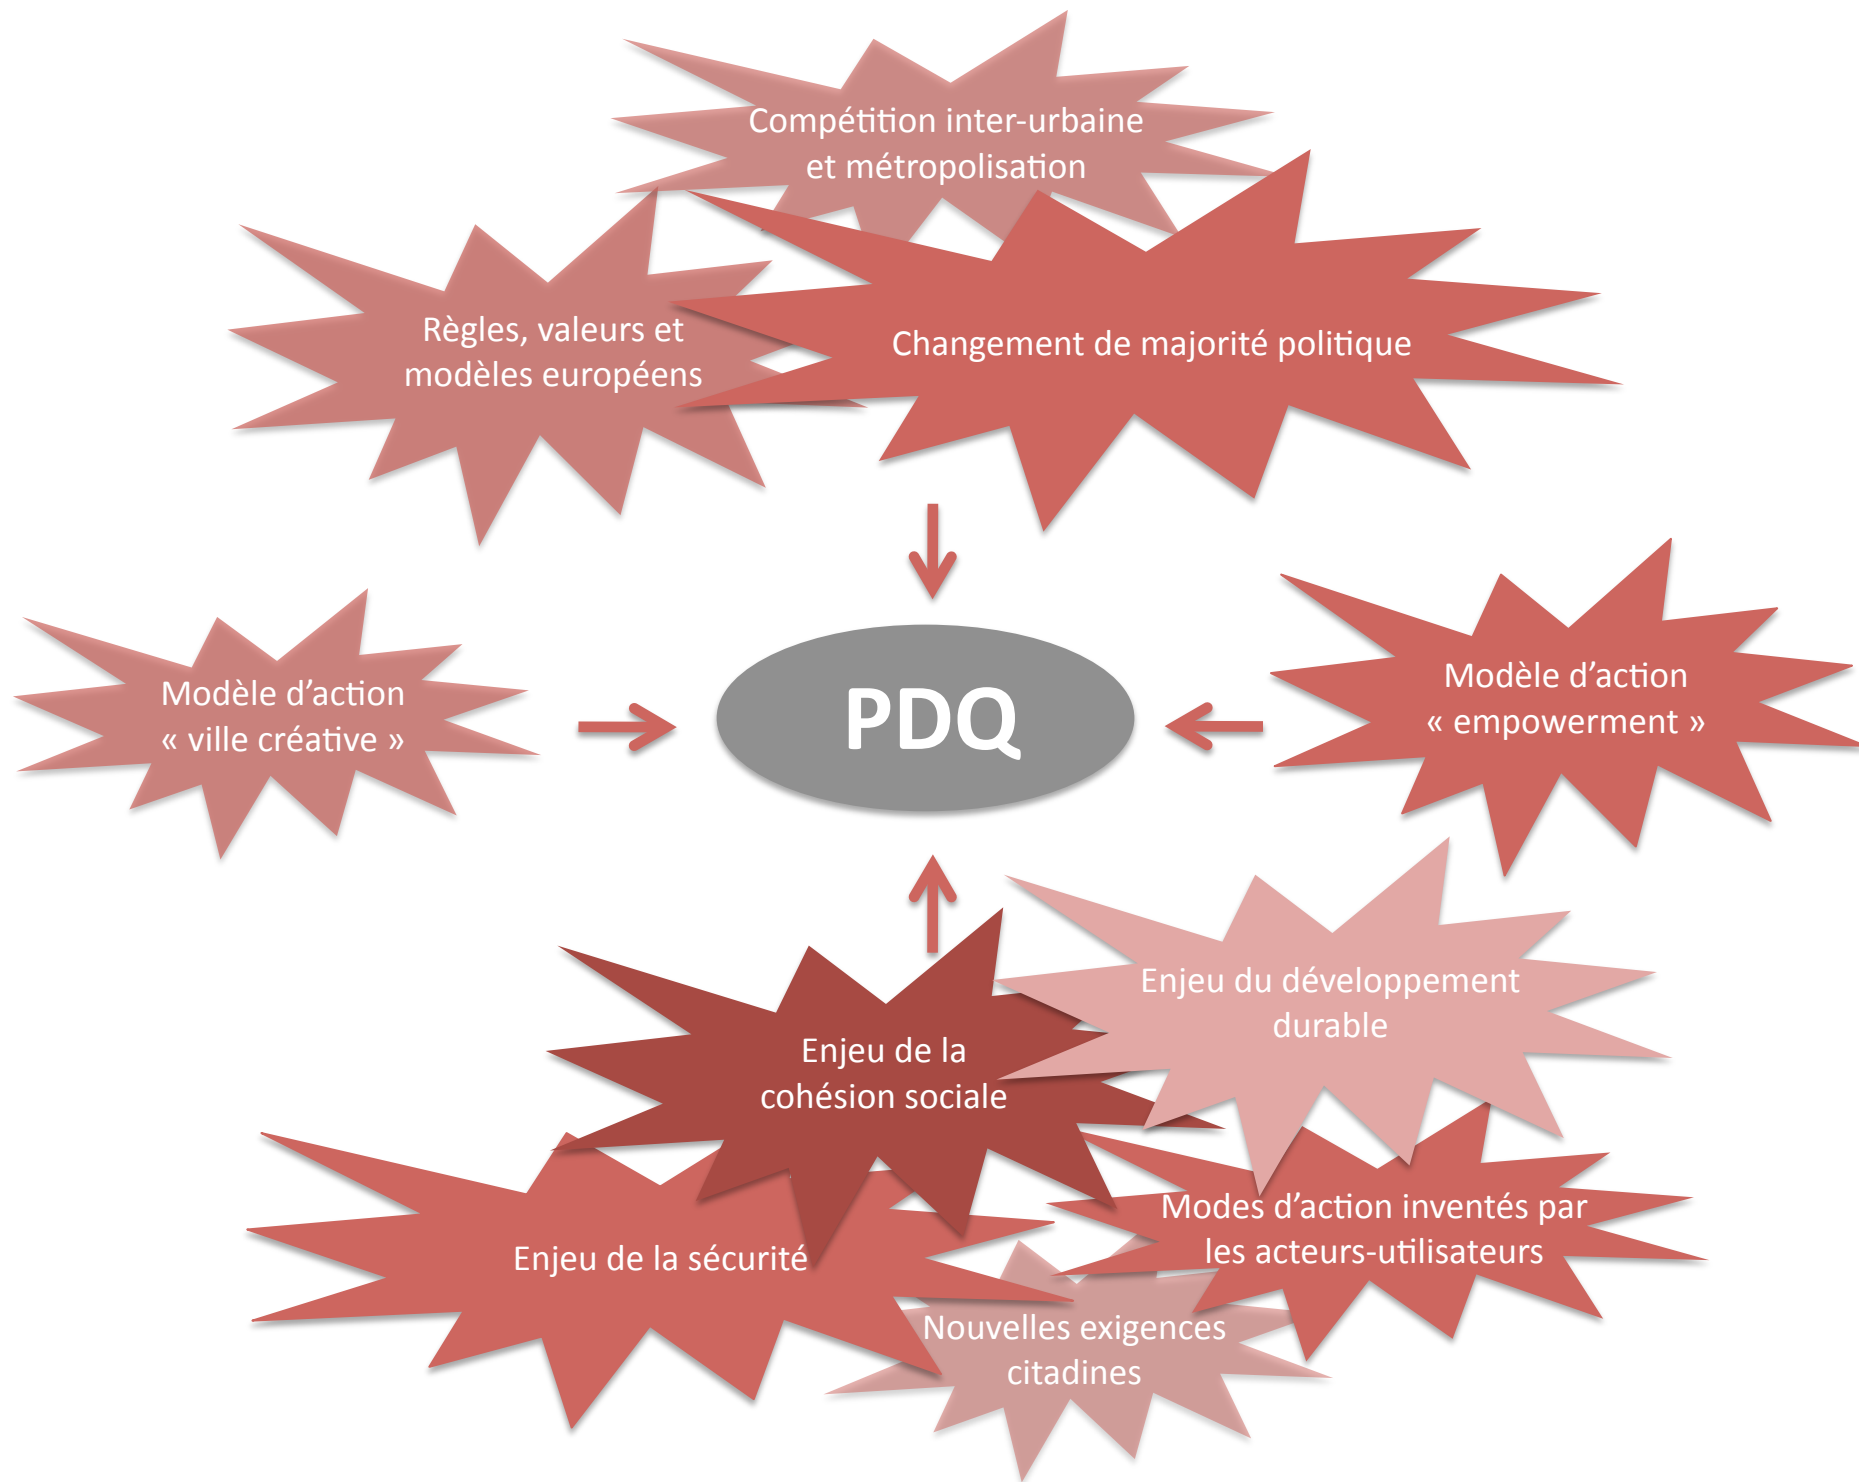 Compétition inter-urbaine
et métropolisation
Règles, valeurs et
modèles européens
Changement de majorité politique
Modèle d’action
« ville créative »
PDQ
Modèle d’action
« empowerment »
Enjeu du développement
durable
Enjeu de la
cohésion sociale
Modes d’action inventés par
les acteurs-utilisateurs
Enjeu de la sécurité
Nouvelles exigences
citadines